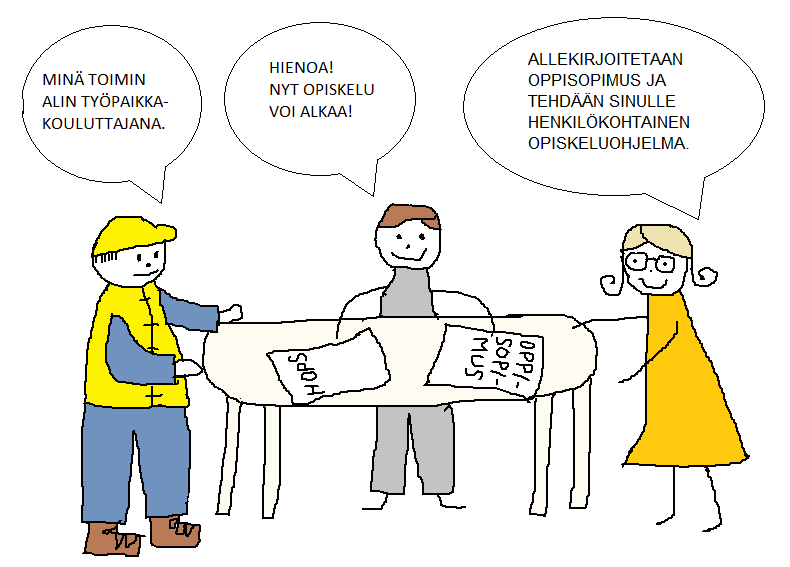 MINÄ TOIMIN
ALIN TYÖPAIKKA-
KOULUTTAJANA.
HIENOA!
NYT OPISKELU
VOI ALKAA!
ALLEKIRJOITETAAN
OPPISOPIMUS JA
TEHDÄÄN SINULLE
HENKILÖKOHTAINEN
OPISKELUOHJELMA.
HOPS
OPPI-
SOPI-
MUS